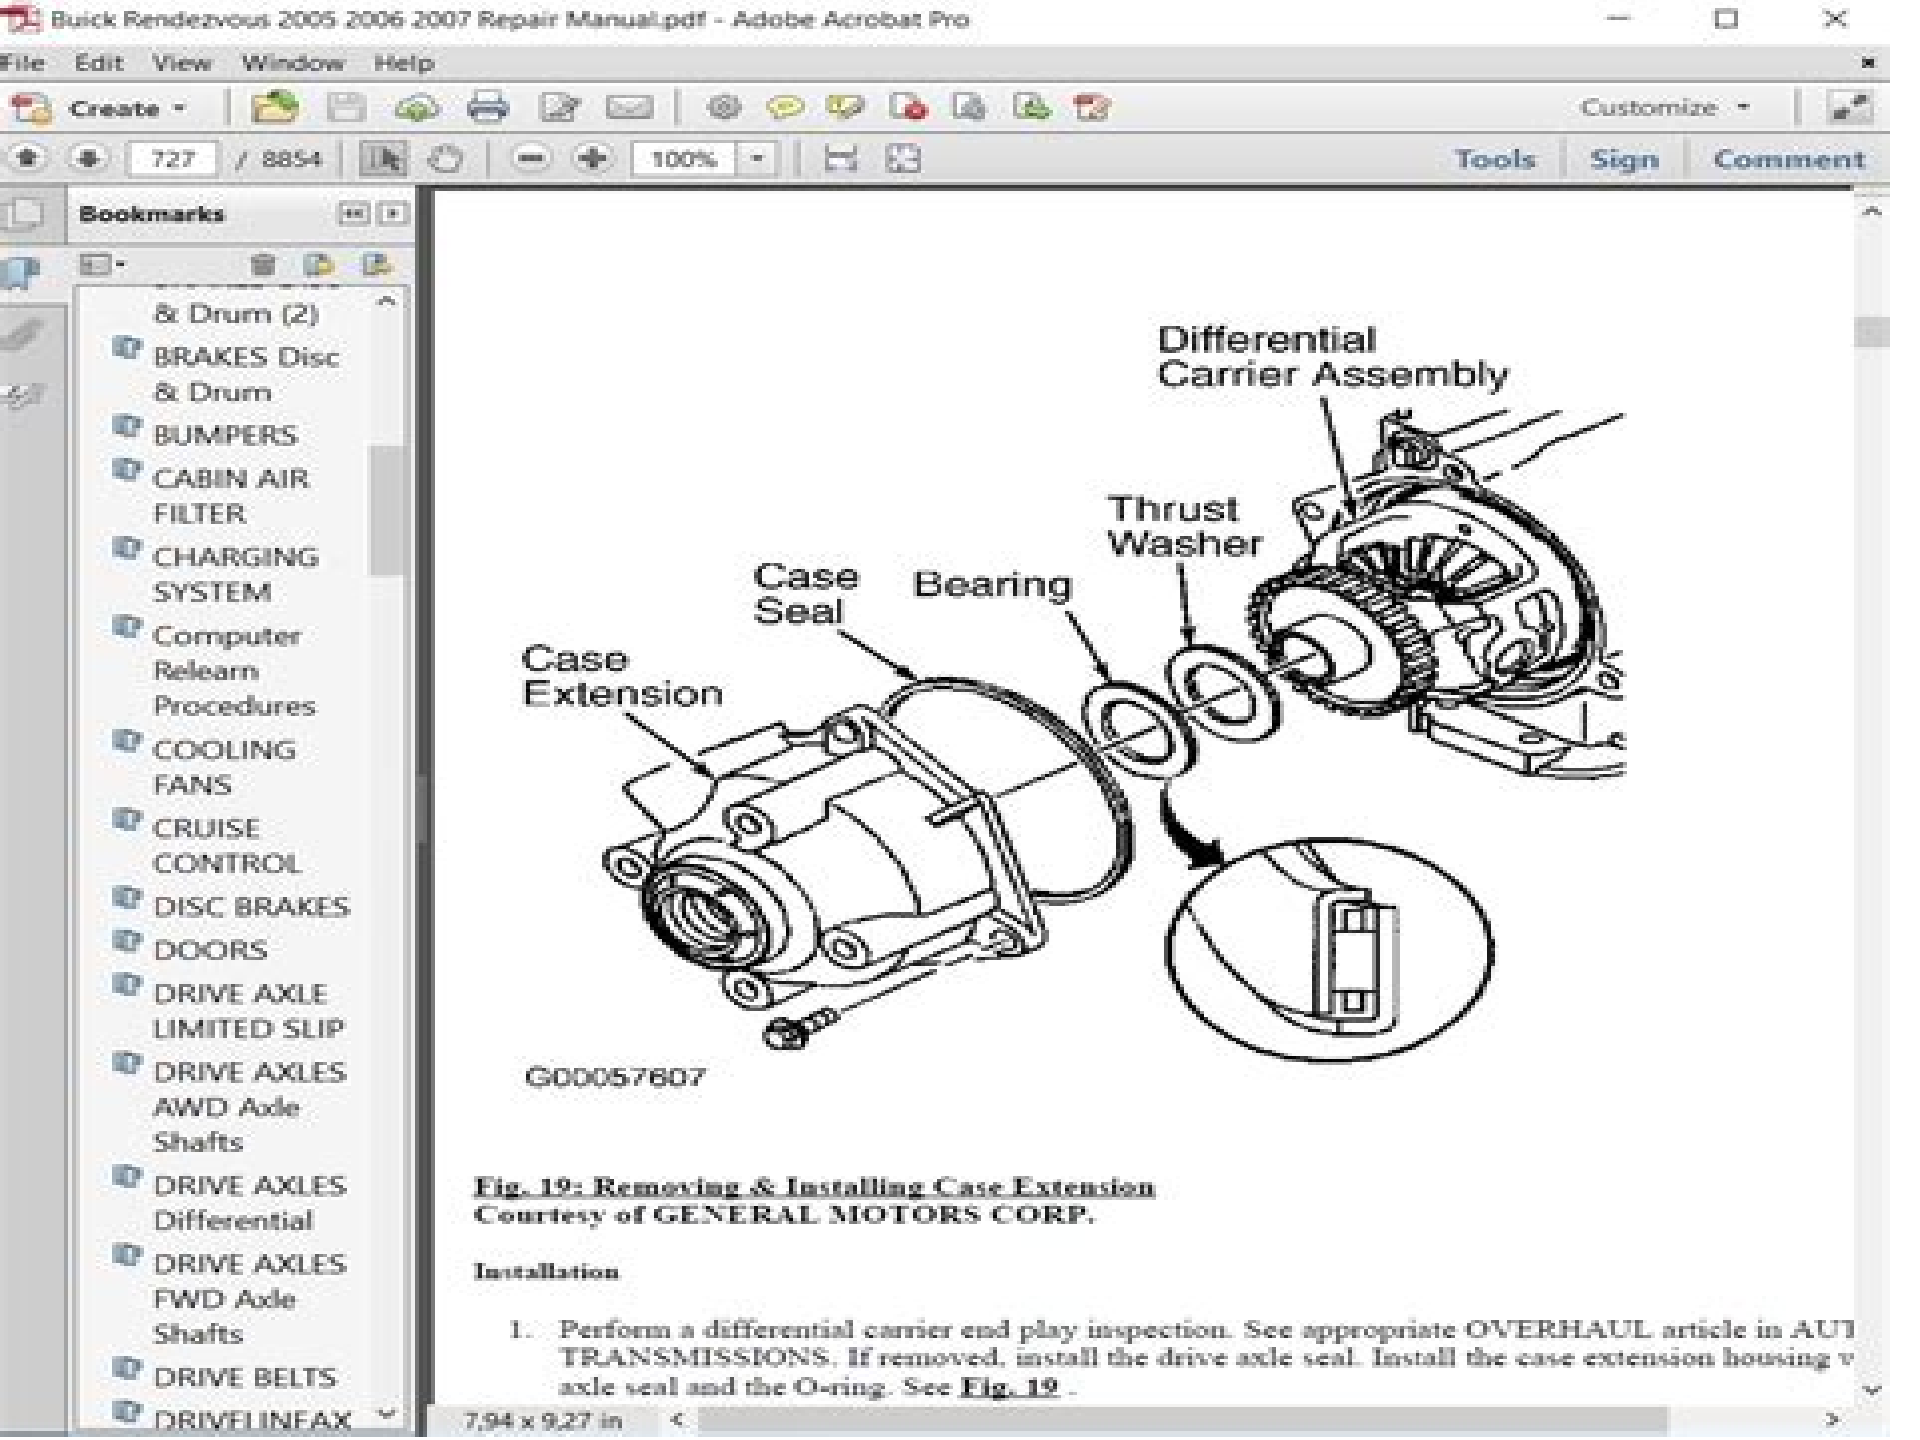 Buick Rendezvous 2005 2006 2007 Repair Manual.pdf - Adobe Acrobat Pro
File Edit View Window Help
Create
Customize
727 / 8854
100%
Tools Sign Comment
Bookmarks
& Drum (2)
BRAKES Disc
& Drum
BUMPERS
CABIN AIR
FILTER
CHARGING
SYSTEM
Computer
Relearn
Procedures
COOLING
FANS
CRUISE
CONTROL
DISC BRAKES
DOORS
DRIVE AXLE
LIMITED SLIP
DRIVE AXLES
AWD Axle
Shafts
DRIVE AXLES
Differential
DRIVE AXLES
FWD Axle
Shafts
DRIVE BELTS
DRIVELINEAX
Differential
Carrier Assembly
Thrust
Washer
Case
Seal
Bearing
Case
Extension
G00057607
Fig. 19: Removing & Installing Case Extension
Courtesy of GENERAL MOTORS CORP.
Installation
1. Perform a differential carrier end play inspection. See appropriate OVERHAUL article in AUT
TRANSMISSIONS. If removed, install the drive axle seal. Install the case extension housing
axle seal and the O-ring. See Fig. 19 .
7,94 x 9,27 in